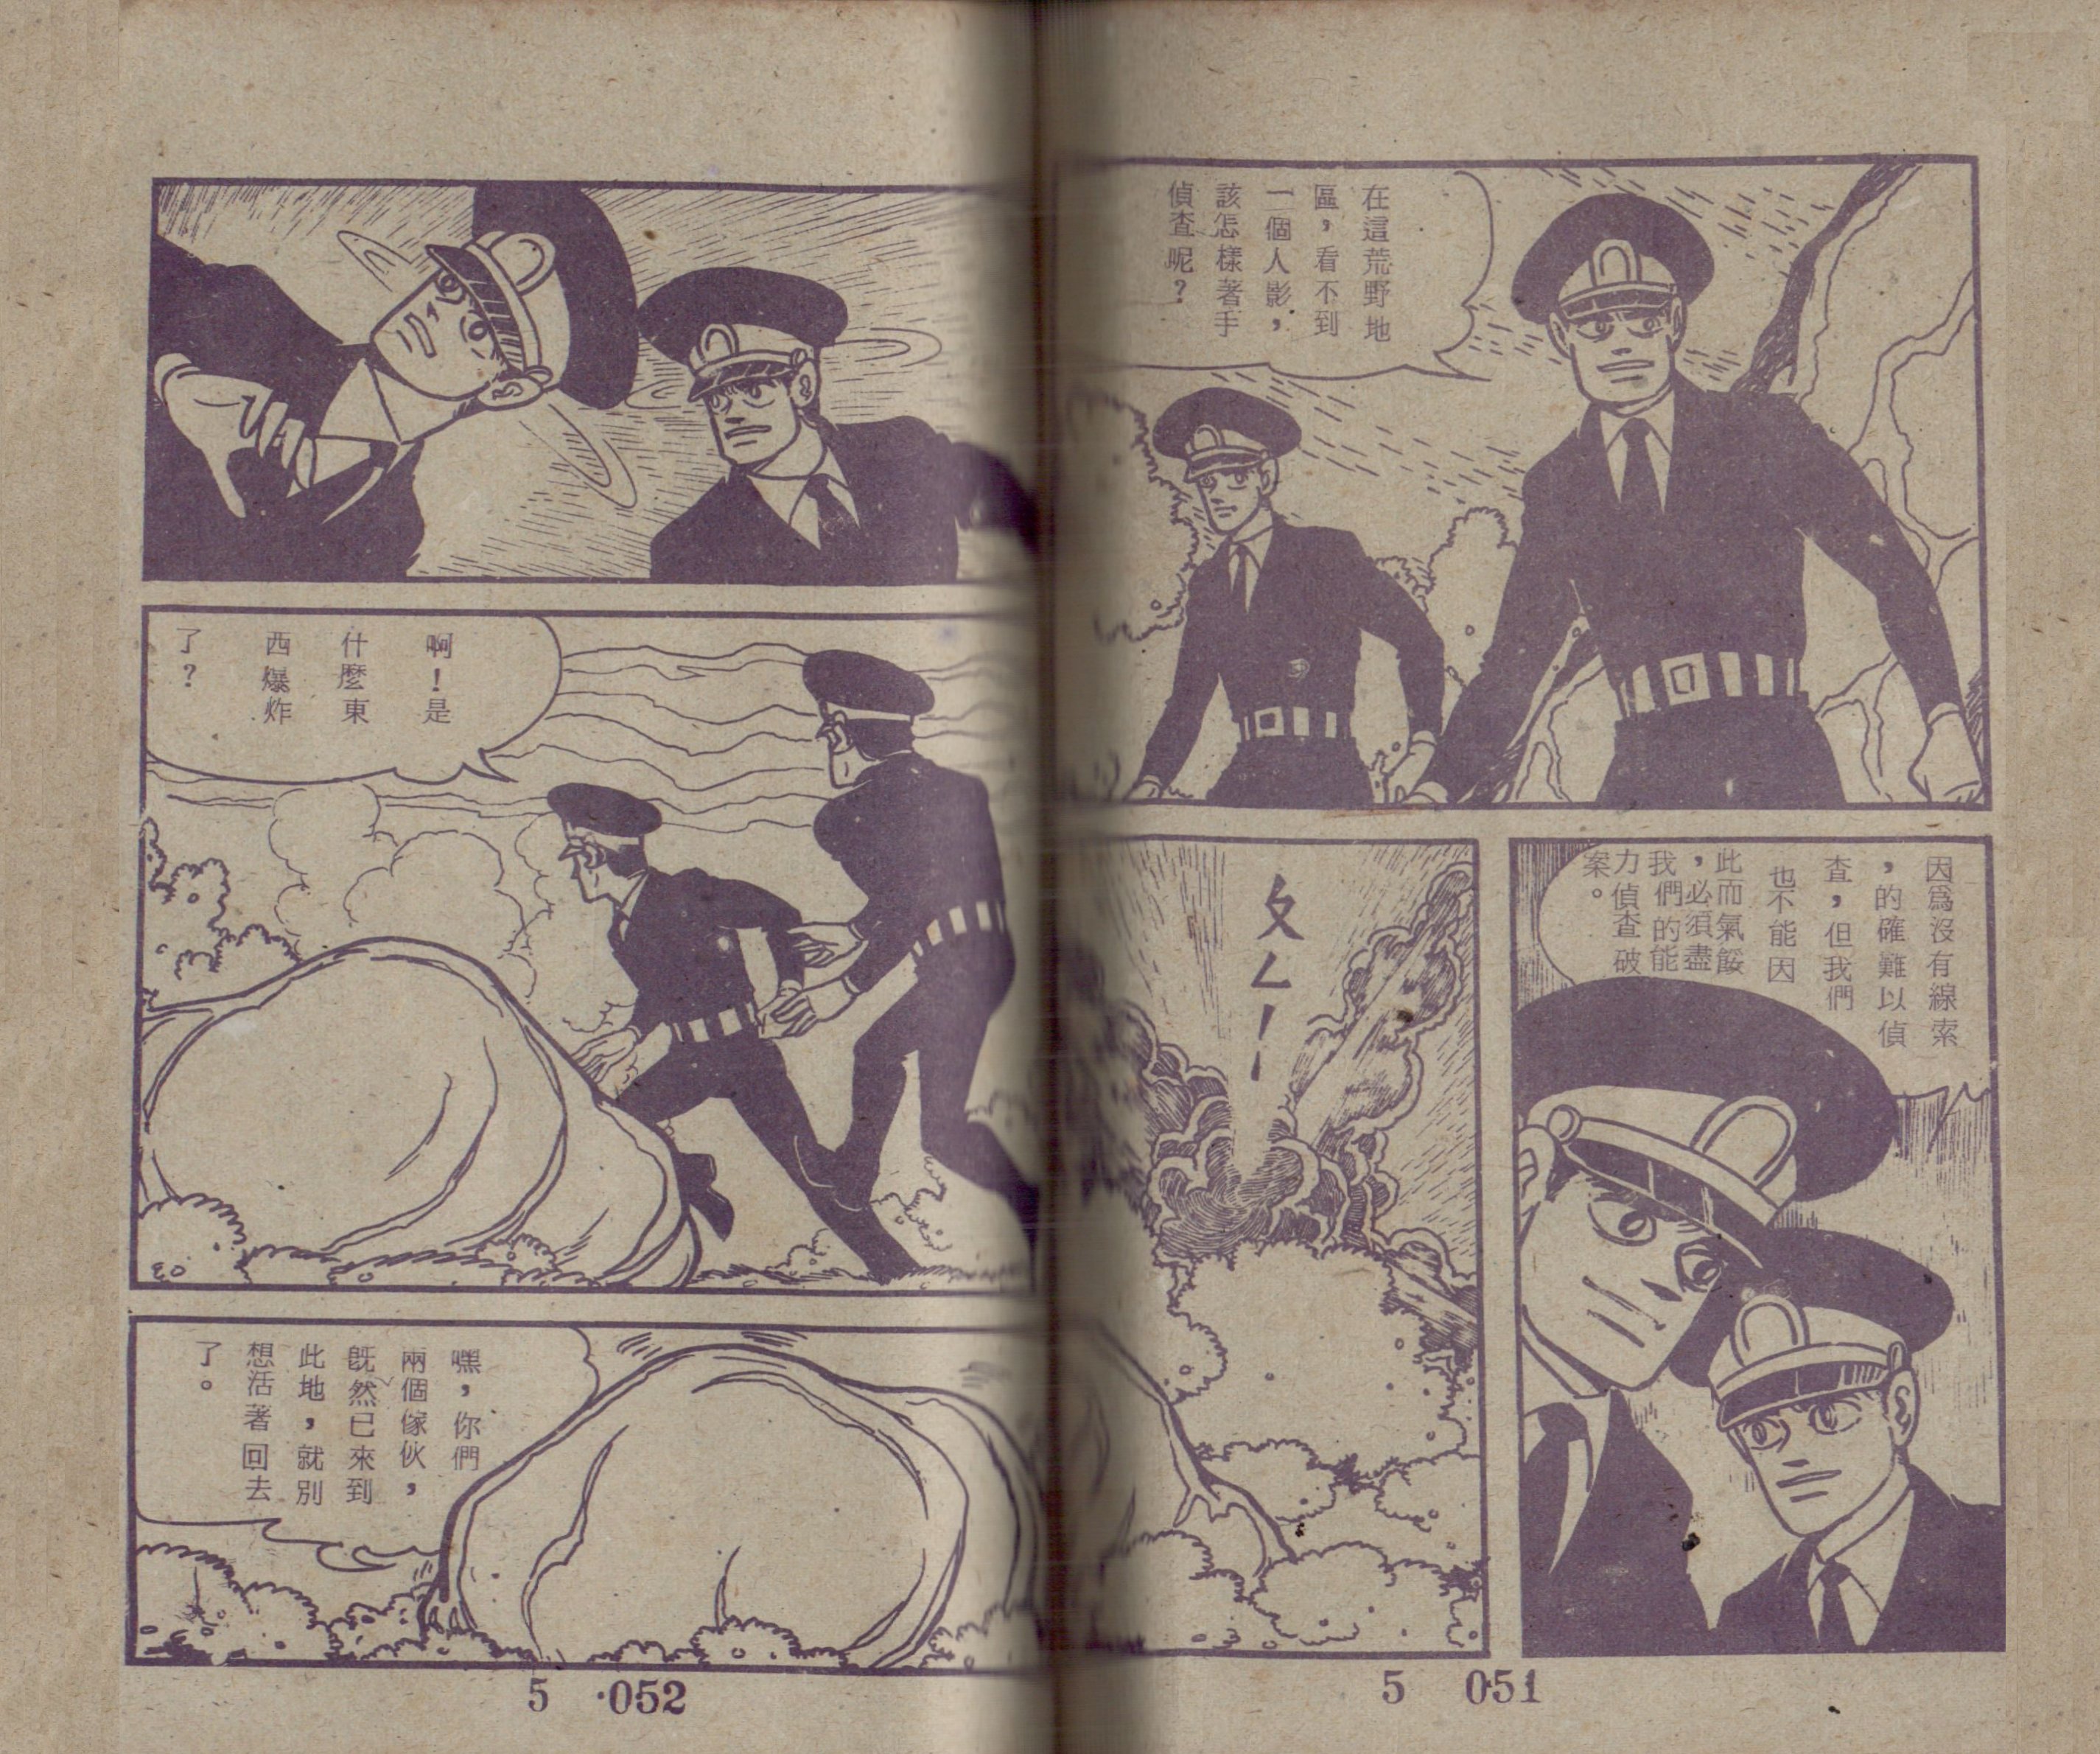 在這荒野地
區，看不到
一個人影，
該怎樣著手
偵查呢？
因爲沒有線索
，的確難以偵
查，但我們
也不能因
此而氣餒
，必須盡
我們的能
力偵查破
案。
ㄆㄥ！！
5 051
啊！是
什麼東
西爆炸
了？
嘿，你們
兩個傢伙，
旣然已來到
此地，就別
想活著回去
了。
5 052